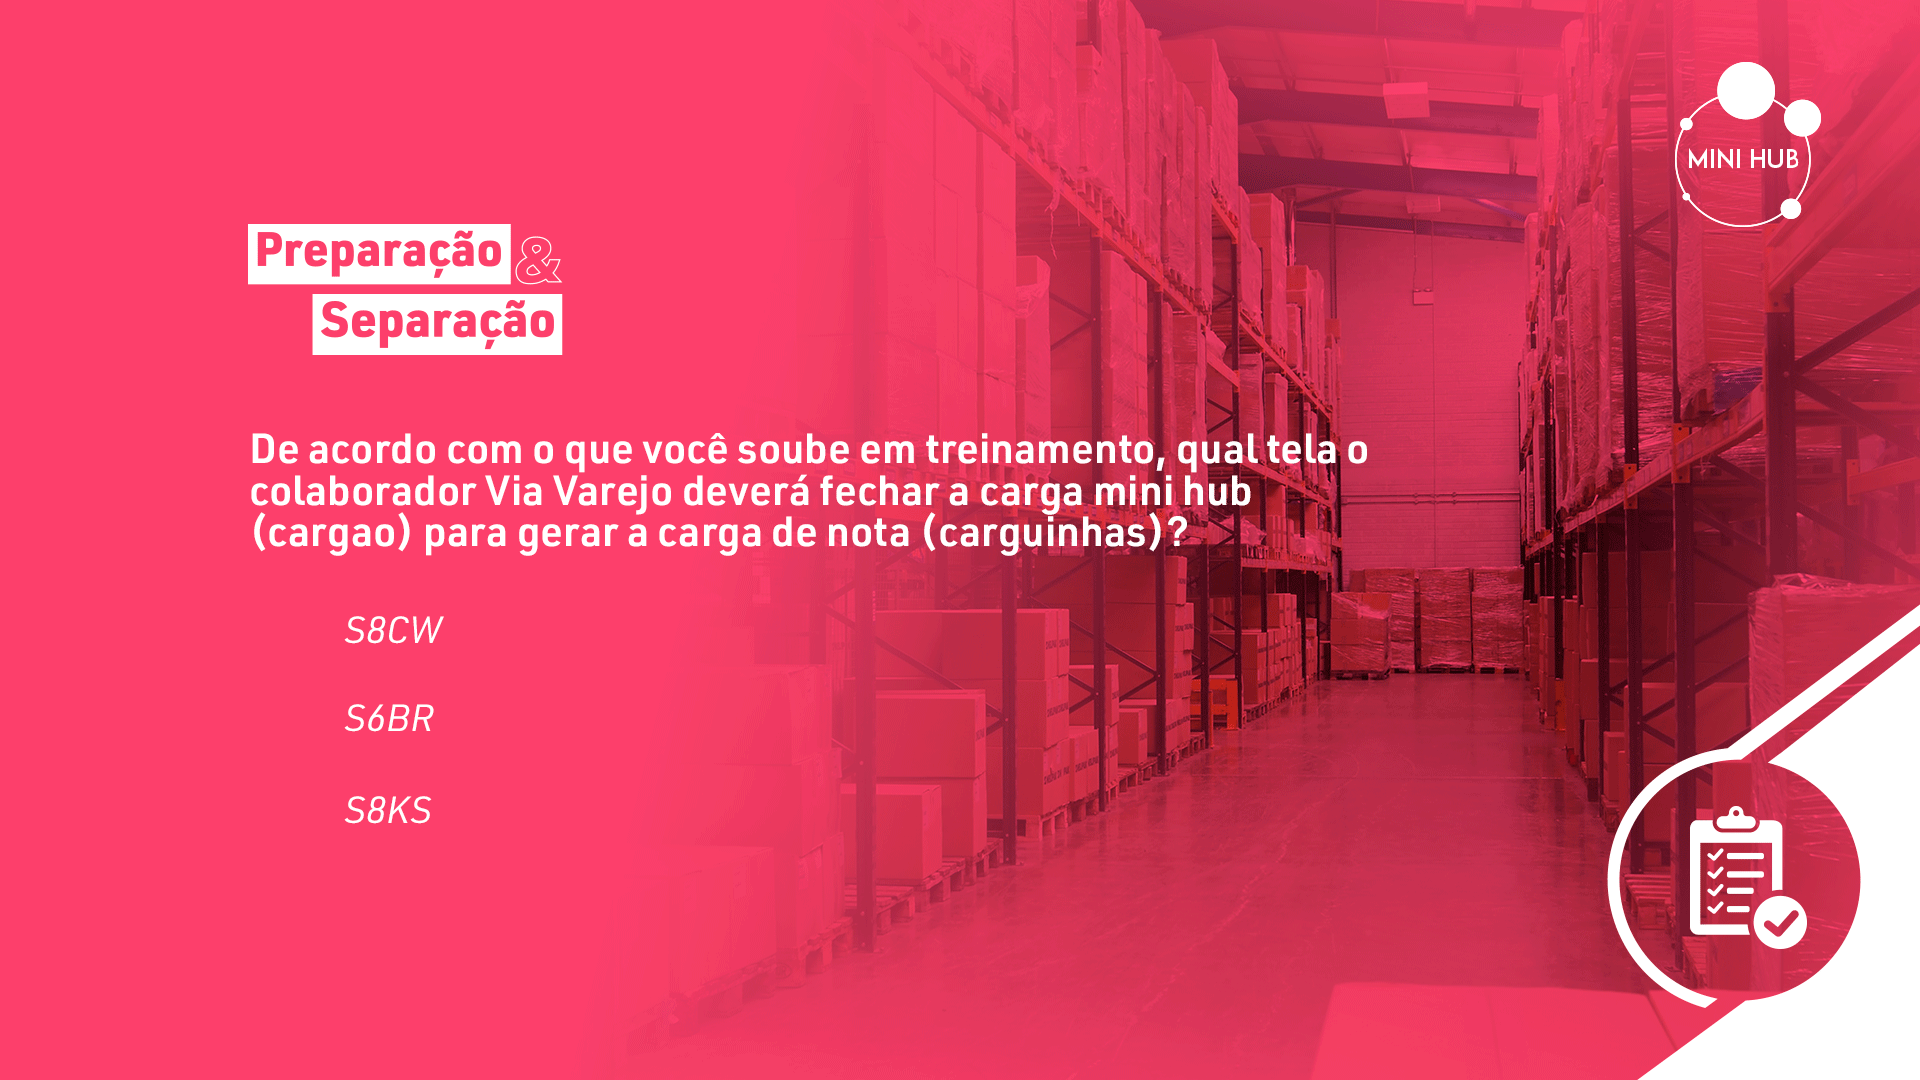 MINI HUB
Preparação &
Separação
De acordo com o que você soube em treinamento, qual tela o
colaborador Via Varejo deverá fechar a carga mini hub
(cargao) para gerar a carga de nota (carguinhas)?
S8CW
S6BR
S8KS